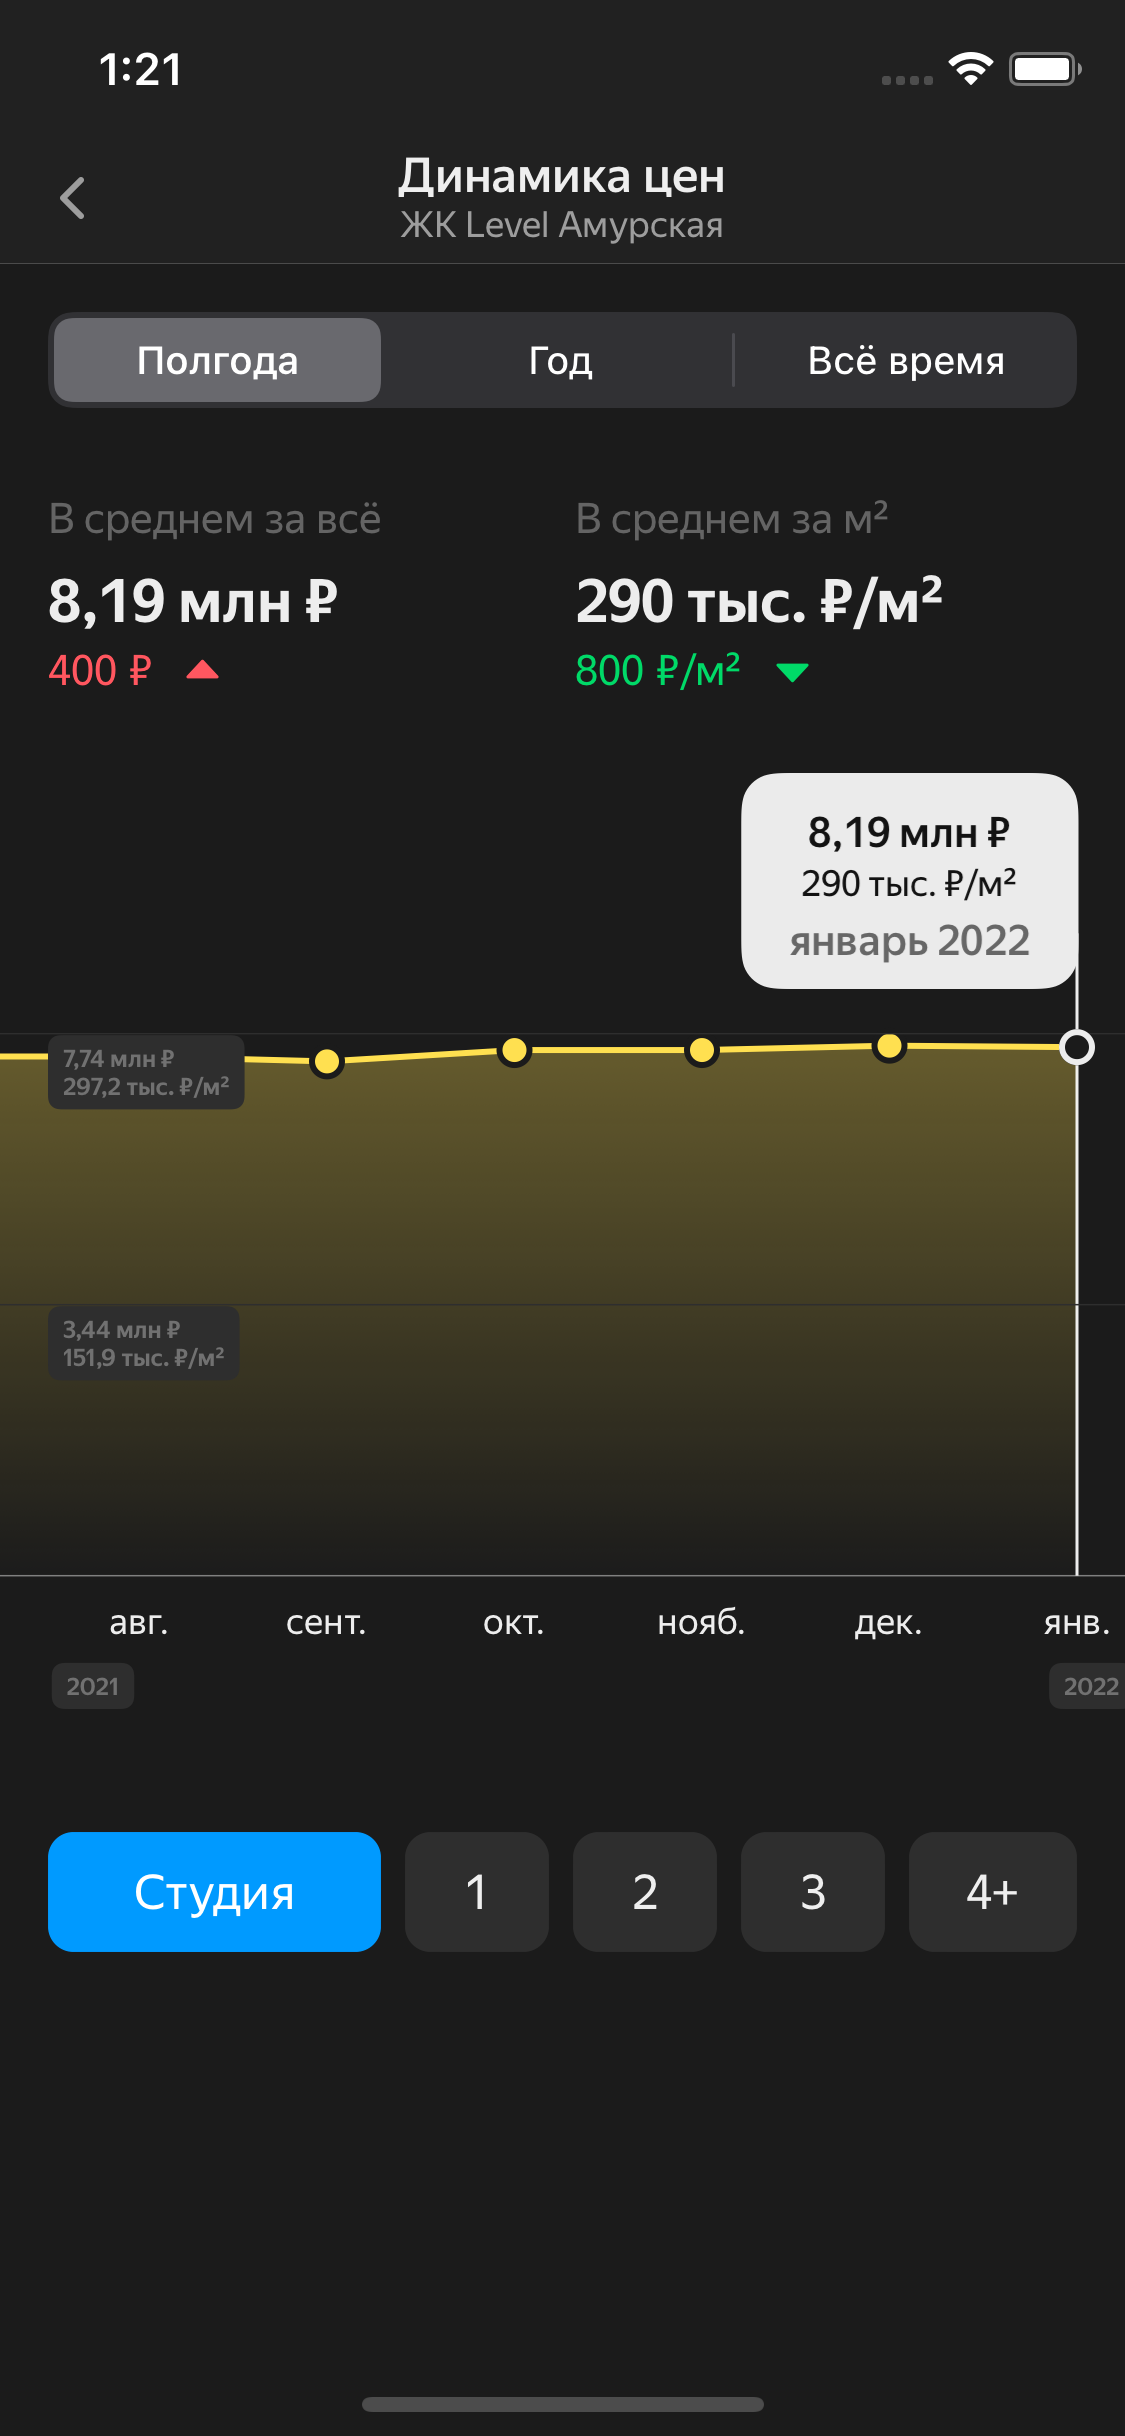 1:21
Динамика цен
ЖК Level Амурская
Полгода
Год
Всё время
В среднем за всё
В среднем за м²
8,19 млн ₽
290 тыс. ₽/м²
400 ₽
800 ₽/м²
8,19 млн ₽
290 тыс. ₽/м²
январь 2022
7,74 млн ₽
297,2 тыс. ₽/м²
3,44 млн ₽
151,9 тыс. ₽/м²
авг.
сент.
окт.
нояб.
дек.
янв.
2021
2022
Студия
1
2
3
4+